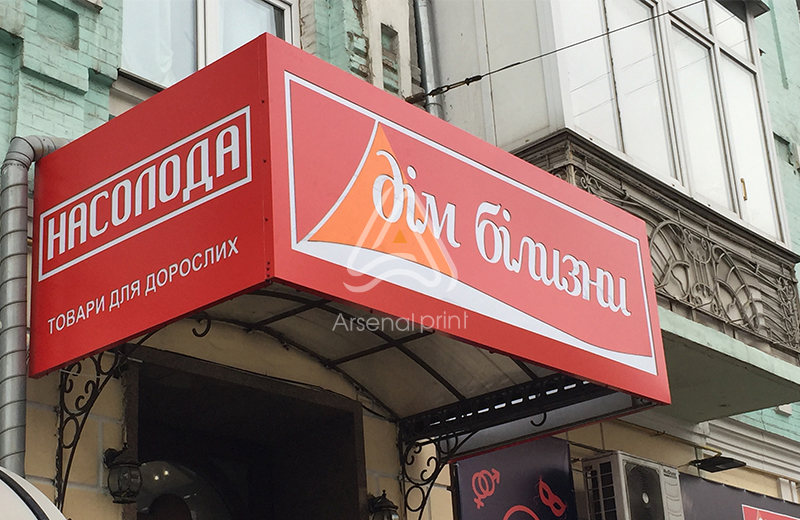 НАСОЛОДА
ТОВАРИ ДЛЯ ДОРОСЛИХ
дім білизни
Arsenal print